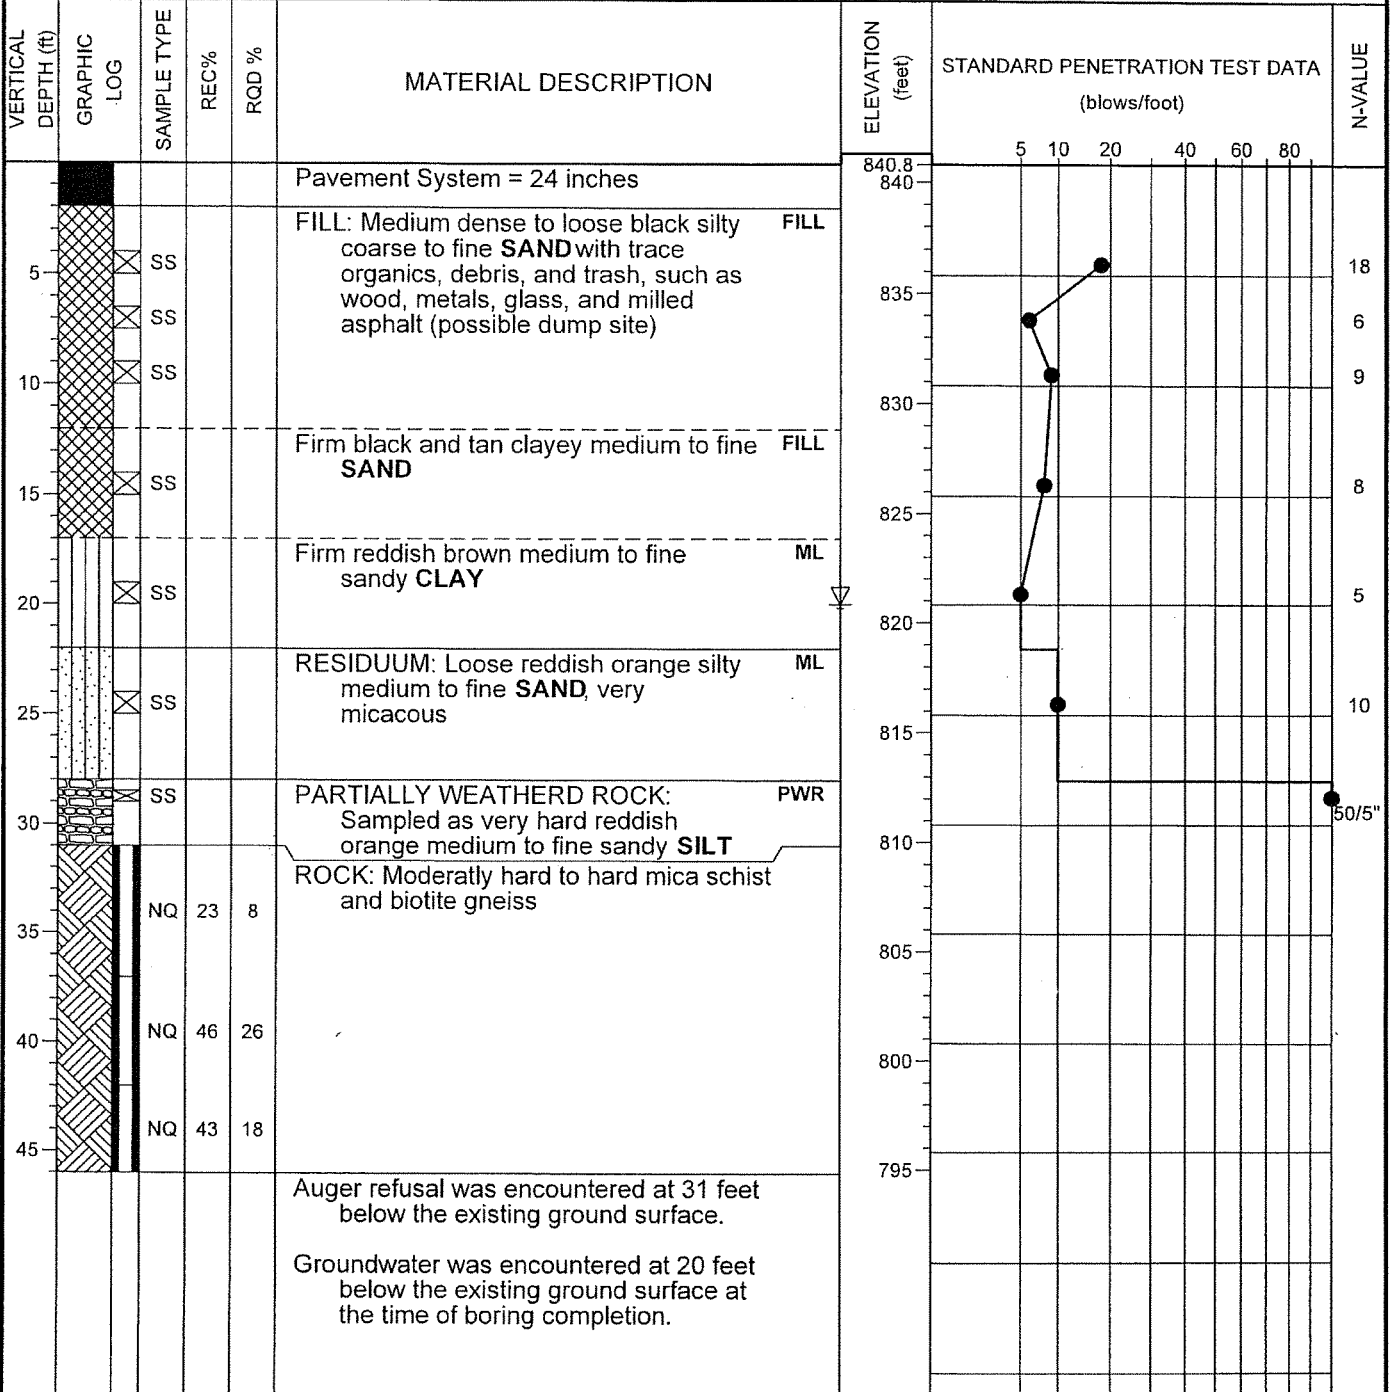 VERTICAL DEPTH (ft)
GRAPHIC LOG
SAMPLE TYPE
REC%
RQD %
MATERIAL DESCRIPTION
ELEVATION (feet)
STANDARD PENETRATION TEST DATA
(blows/foot)
N-VALUE
5 10 20 40 60 80
840.8
840
Pavement System = 24 inches
FILL: Medium dense to loose black silty FILL
coarse to fine SAND with trace
organics, debris, and trash, such as
wood, metals, glass, and milled
asphalt (possible dump site)
SS
5
18
835
SS
6
SS
10
9
830
Firm black and tan clayey medium to fine FILL
SAND
SS
15
8
825
Firm reddish brown medium to fine ML
sandy CLAY
SS
20
5
820
RESIDUUM: Loose reddish orange silty ML
medium to fine SAND, very
micacous
SS
25
10
815
PARTIALLY WEATHERD ROCK: PWR
Sampled as very hard reddish
orange medium to fine sandy SILT
SS
50/5"
30
810
ROCK: Moderatly hard to hard mica schist
and biotite gneiss
NQ 23 8
35
805
NQ 46 26
40
800
NQ 43 18
45
795
Auger refusal was encountered at 31 feet
below the existing ground surface.
Groundwater was encountered at 20 feet
below the existing ground surface at
the time of boring completion.